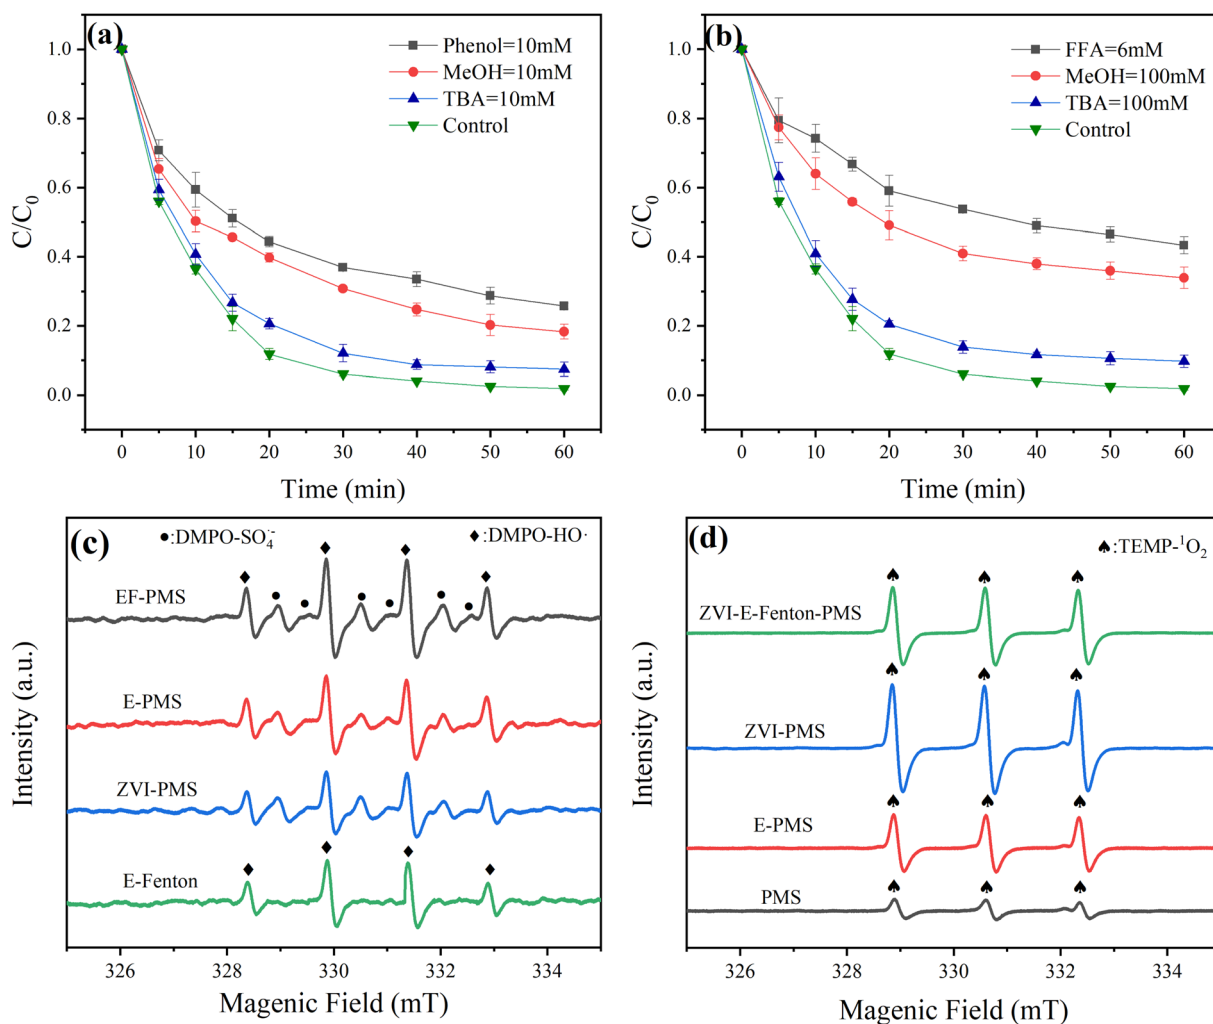 (a)
Phenol=10mM
MeOH=10mM
TBA=10mM
Control
1.0
0.8
0.6
0.4
0.2
0.0
C/C0
0 10 20 30 40 50 60
Time (min)
(b)
FFA=6mM
MeOH=100mM
TBA=100mM
Control
1.0
0.8
0.6
0.4
0.2
0.0
C/C0
0 10 20 30 40 50 60
Time (min)
(c)
●:DMPO-SO4·- ♦:DMPO-HO·
EF-PMS
E-PMS
ZVI-PMS
E-Fenton
Intensity (a.u.)
326 328 330 332 334
Magenic Field (mT)
(d)
♠:TEMP-¹O2
ZVI-E-Fenton-PMS
ZVI-PMS
E-PMS
PMS
Intensity (a.u.)
326 328 330 332 334
Magenic Field (mT)